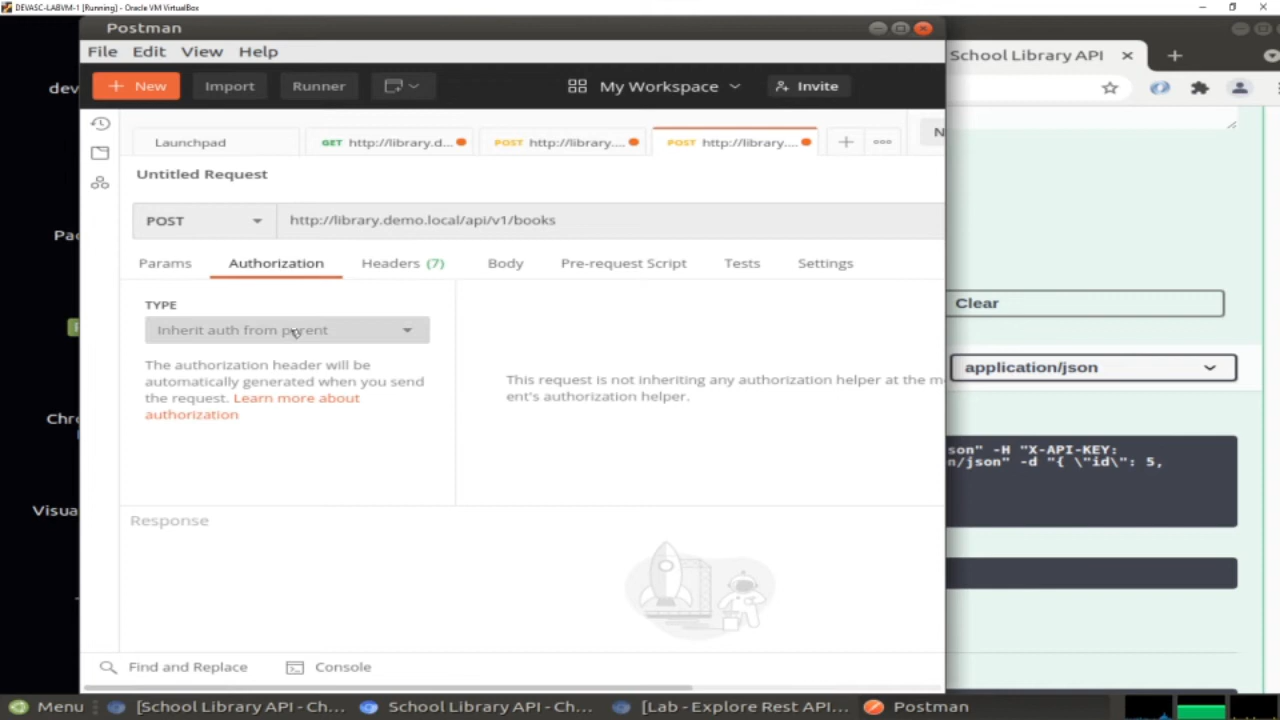 DEVASC-LABVM-1 [Running] - Oracle VM VirtualBox
Postman
File Edit View Help
+ New Import Runner My Workspace Invite
Launchpad GET http://library.d... POST http://library.... POST http://library.... + N
Untitled Request
POST http://library.demo.local/api/v1/books
Params Authorization Headers (7) Body Pre-request Script Tests Settings
TYPE
Inherit auth from parent
The authorization header will be
automatically generated when you send
the request. Learn more about
authorization
This request is not inheriting any authorization helper at the m
ent's authorization helper.
Response
Find and Replace Console
School Library API
Clear
application/json
son" -H "X-API-KEY:
n/json" -d "{ \"id\": 5,
dev
Pac
Chr
Visua
Menu [School Library API - Ch... School Library API - Ch... [Lab - Explore Rest API... Postman